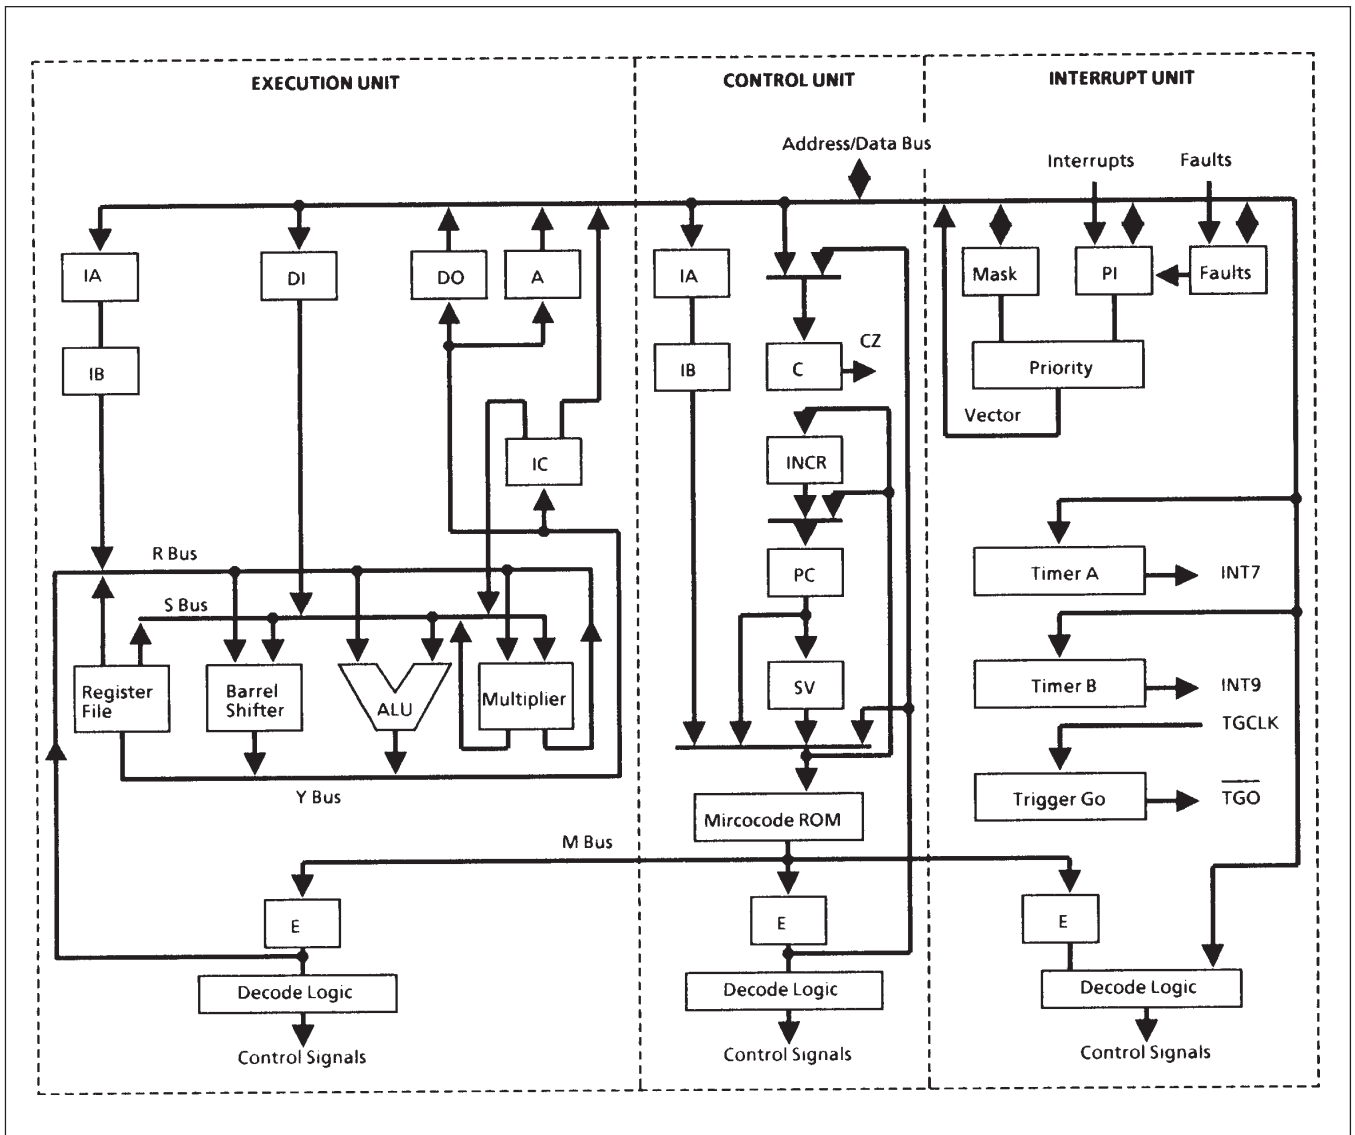 EXECUTION UNIT
CONTROL UNIT
INTERRUPT UNIT
Address/Data Bus
Interrupts
Faults
IA
DI
DO
A
IA
Mask
PI
Faults
IB
IB
C
CZ
Priority
Vector
IC
INCR
R Bus
PC
Timer A
INT7
S Bus
Register
File
Barrel
Shifter
ALU
Multiplier
SV
Timer B
INT9
TGCLK
Y Bus
Mircocode ROM
Trigger Go
TGO
M Bus
E
E
E
Decode Logic
Decode Logic
Decode Logic
Control Signals
Control Signals
Control Signals